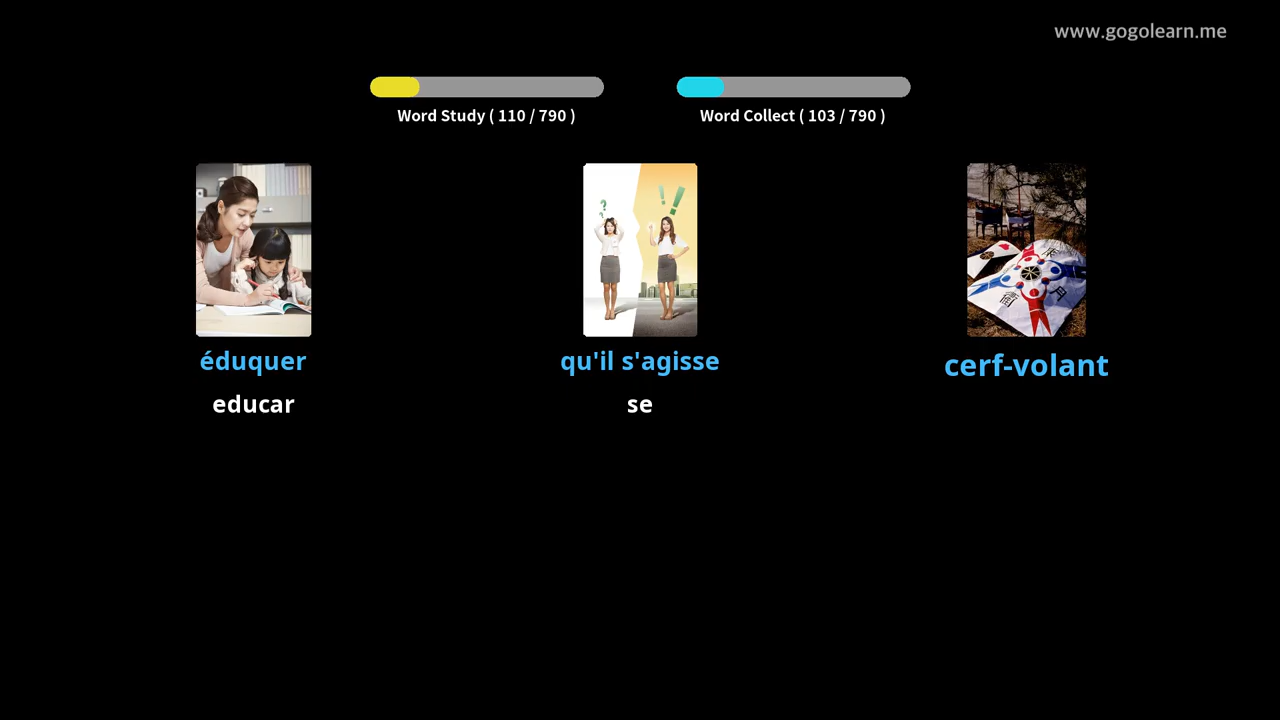 www.gogolearn.me
Word Study ( 110 / 790 )
Word Collect ( 103 / 790 )
éduquer
qu'il s'agisse
cerf-volant
educar
se